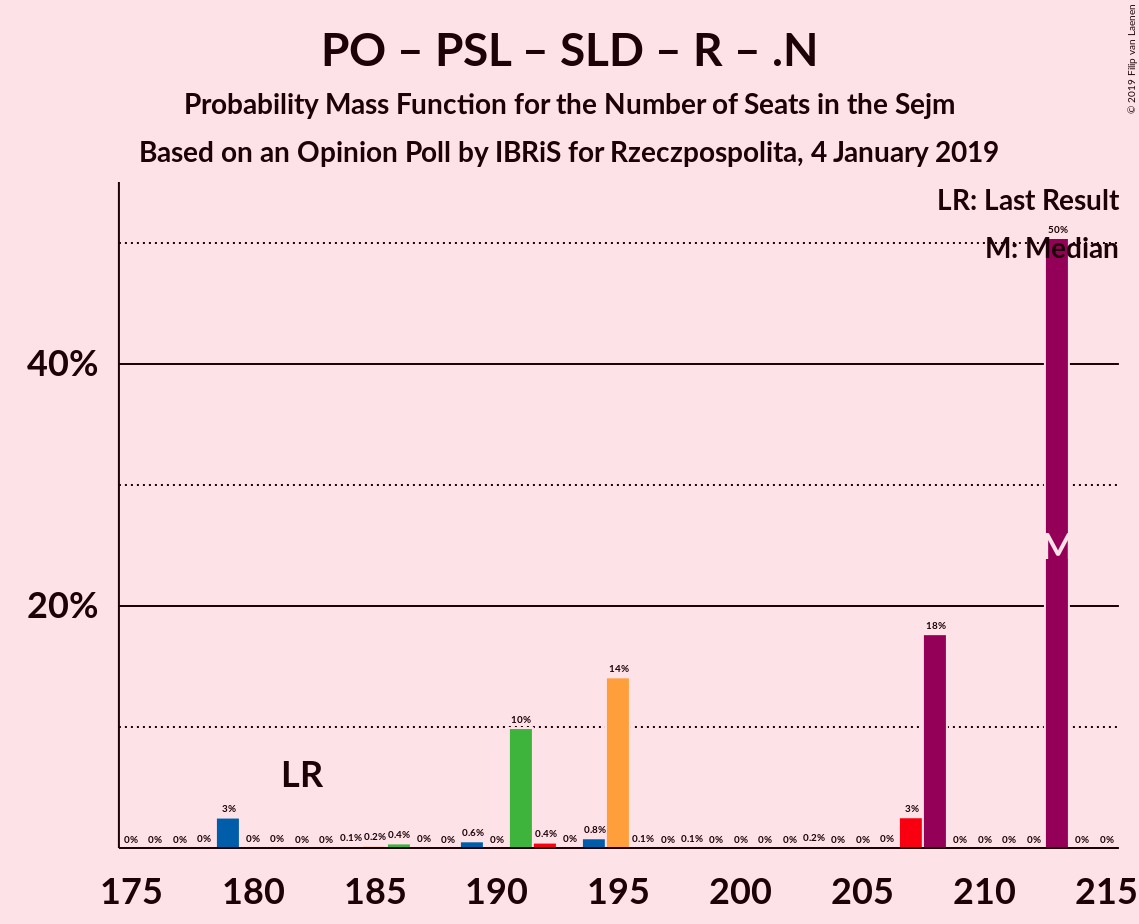 PO – PSL – SLD – R – .N
Probability Mass Function for the Number of Seats in the Sejm
Based on an Opinion Poll by IBRiS for Rzeczpospolita, 4 January 2019
© 2019 Filip van Laenen
LR: Last Result
M: Median
50%
40%
20%
18%
14%
10%
LR
M
0% 0% 0% 0% 3% 0% 0% 0% 0% 0.1% 0.2% 0.4% 0% 0% 0.6% 0% 0.4% 0% 0.8% 0.1% 0% 0.1% 0% 0% 0% 0% 0.2% 0% 0% 0% 3% 0% 0% 0% 0% 0% 0%
175 180 185 190 195 200 205 210 215